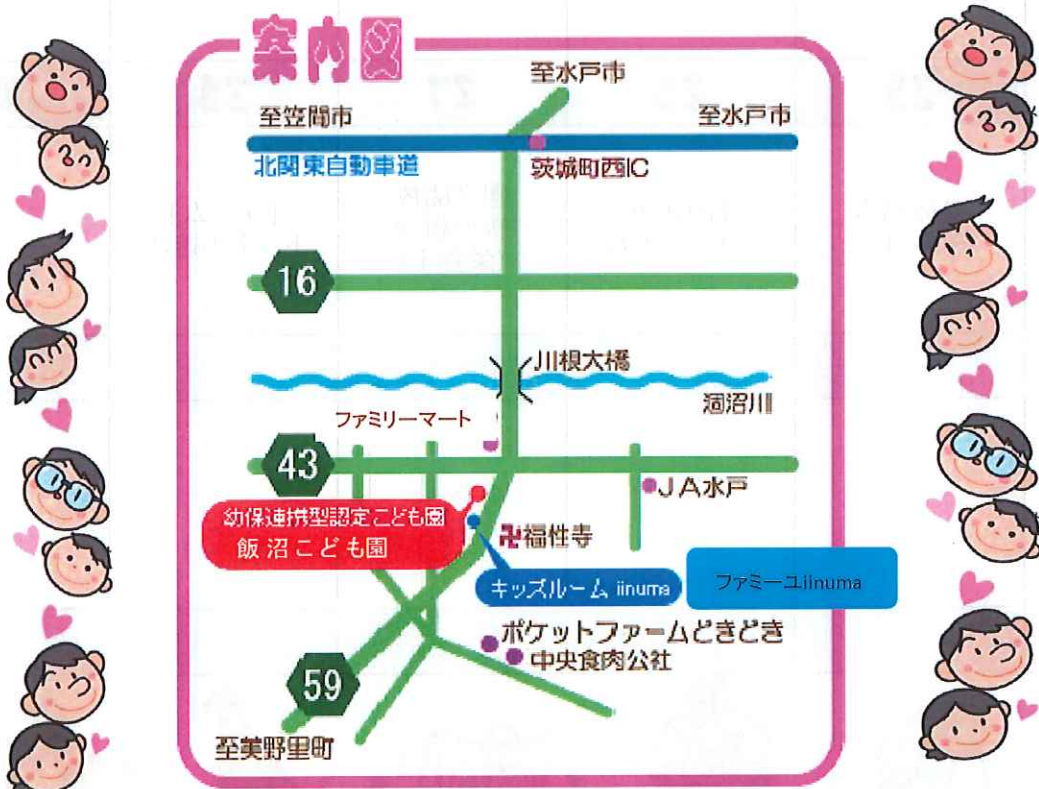 案内図
至水戸市
至笠間市
至水戸市
北関東自動車道
茨城町西IC
16
川根大橋
涸沼川
ファミリーマート
43
JA水戸
幼保連携型認定こども園
飯沼こども園
卍福性寺
キッズルーム iinuma
ファミーユiinuma
ポケットファームどきどき
中央食肉公社
59
至美野里町